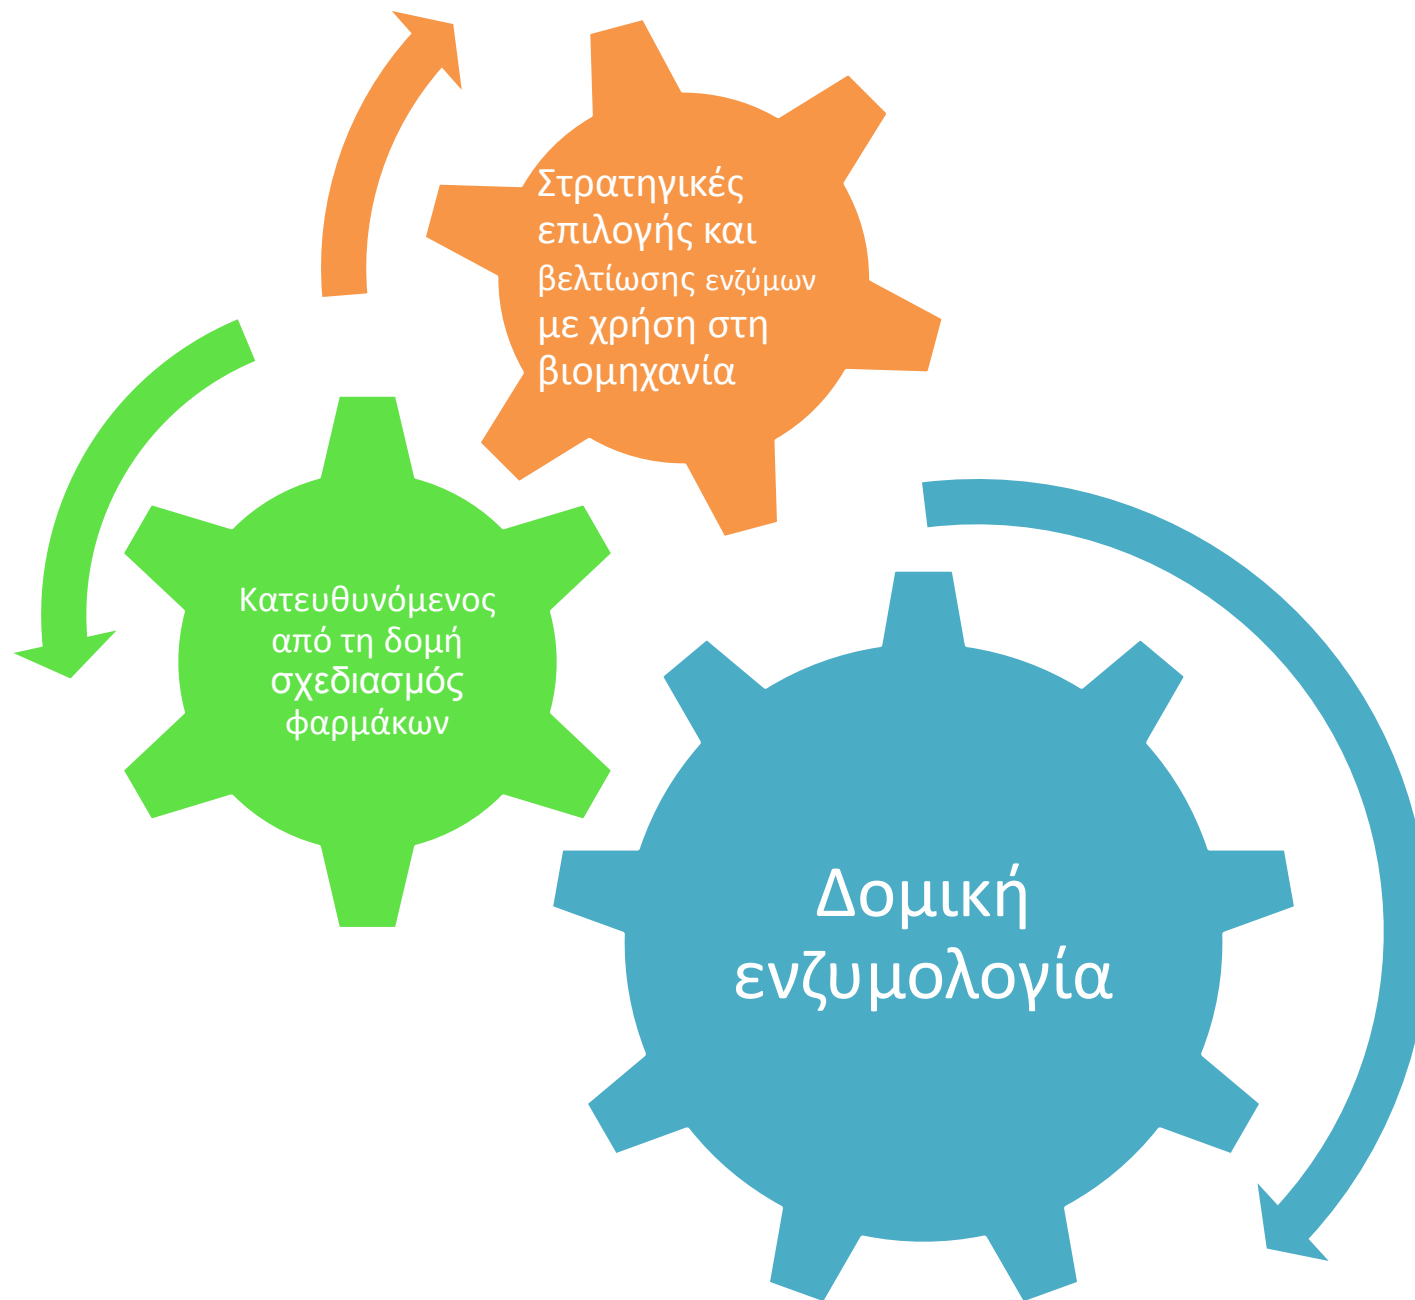 Στρατηγικές
επιλογής και
βελτίωσης ενζύμων
με χρήση στη
βιομηχανία
Κατευθυνόμενος
από τη δομή
σχεδιασμός
φαρμάκων
Δομική
ενζυμολογία